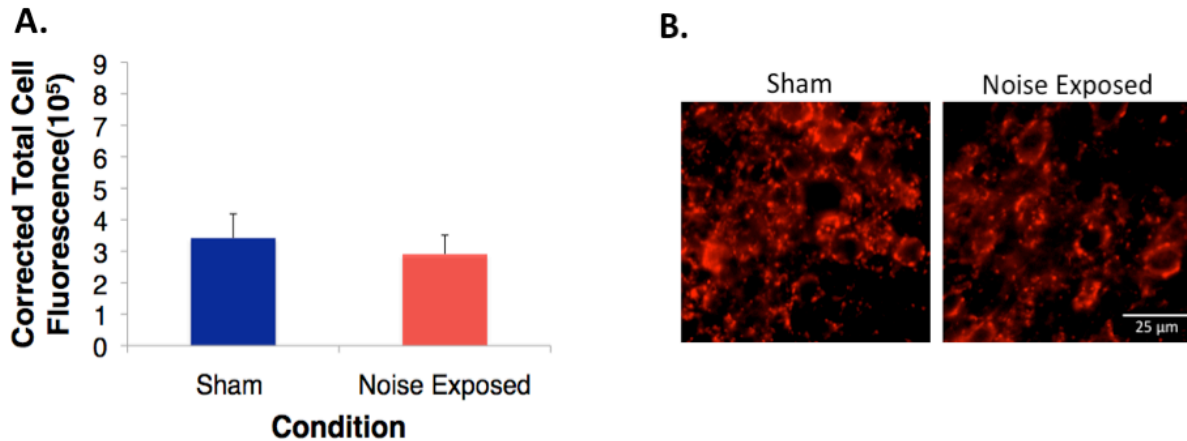 A.
Corrected Total Cell
Fluorescence(10⁵)
9
8
7
6
5
4
3
2
1
0
Sham
Noise Exposed
Condition
B.
Sham
Noise Exposed
25 µm